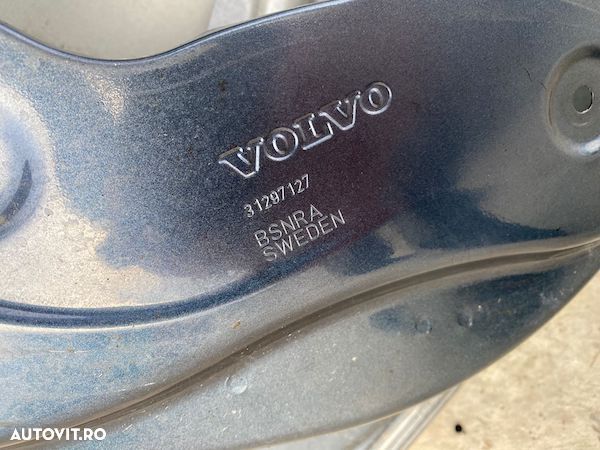 VOLVO
31297127
BSNRA
SWEDEN
AUTOVIT.RO